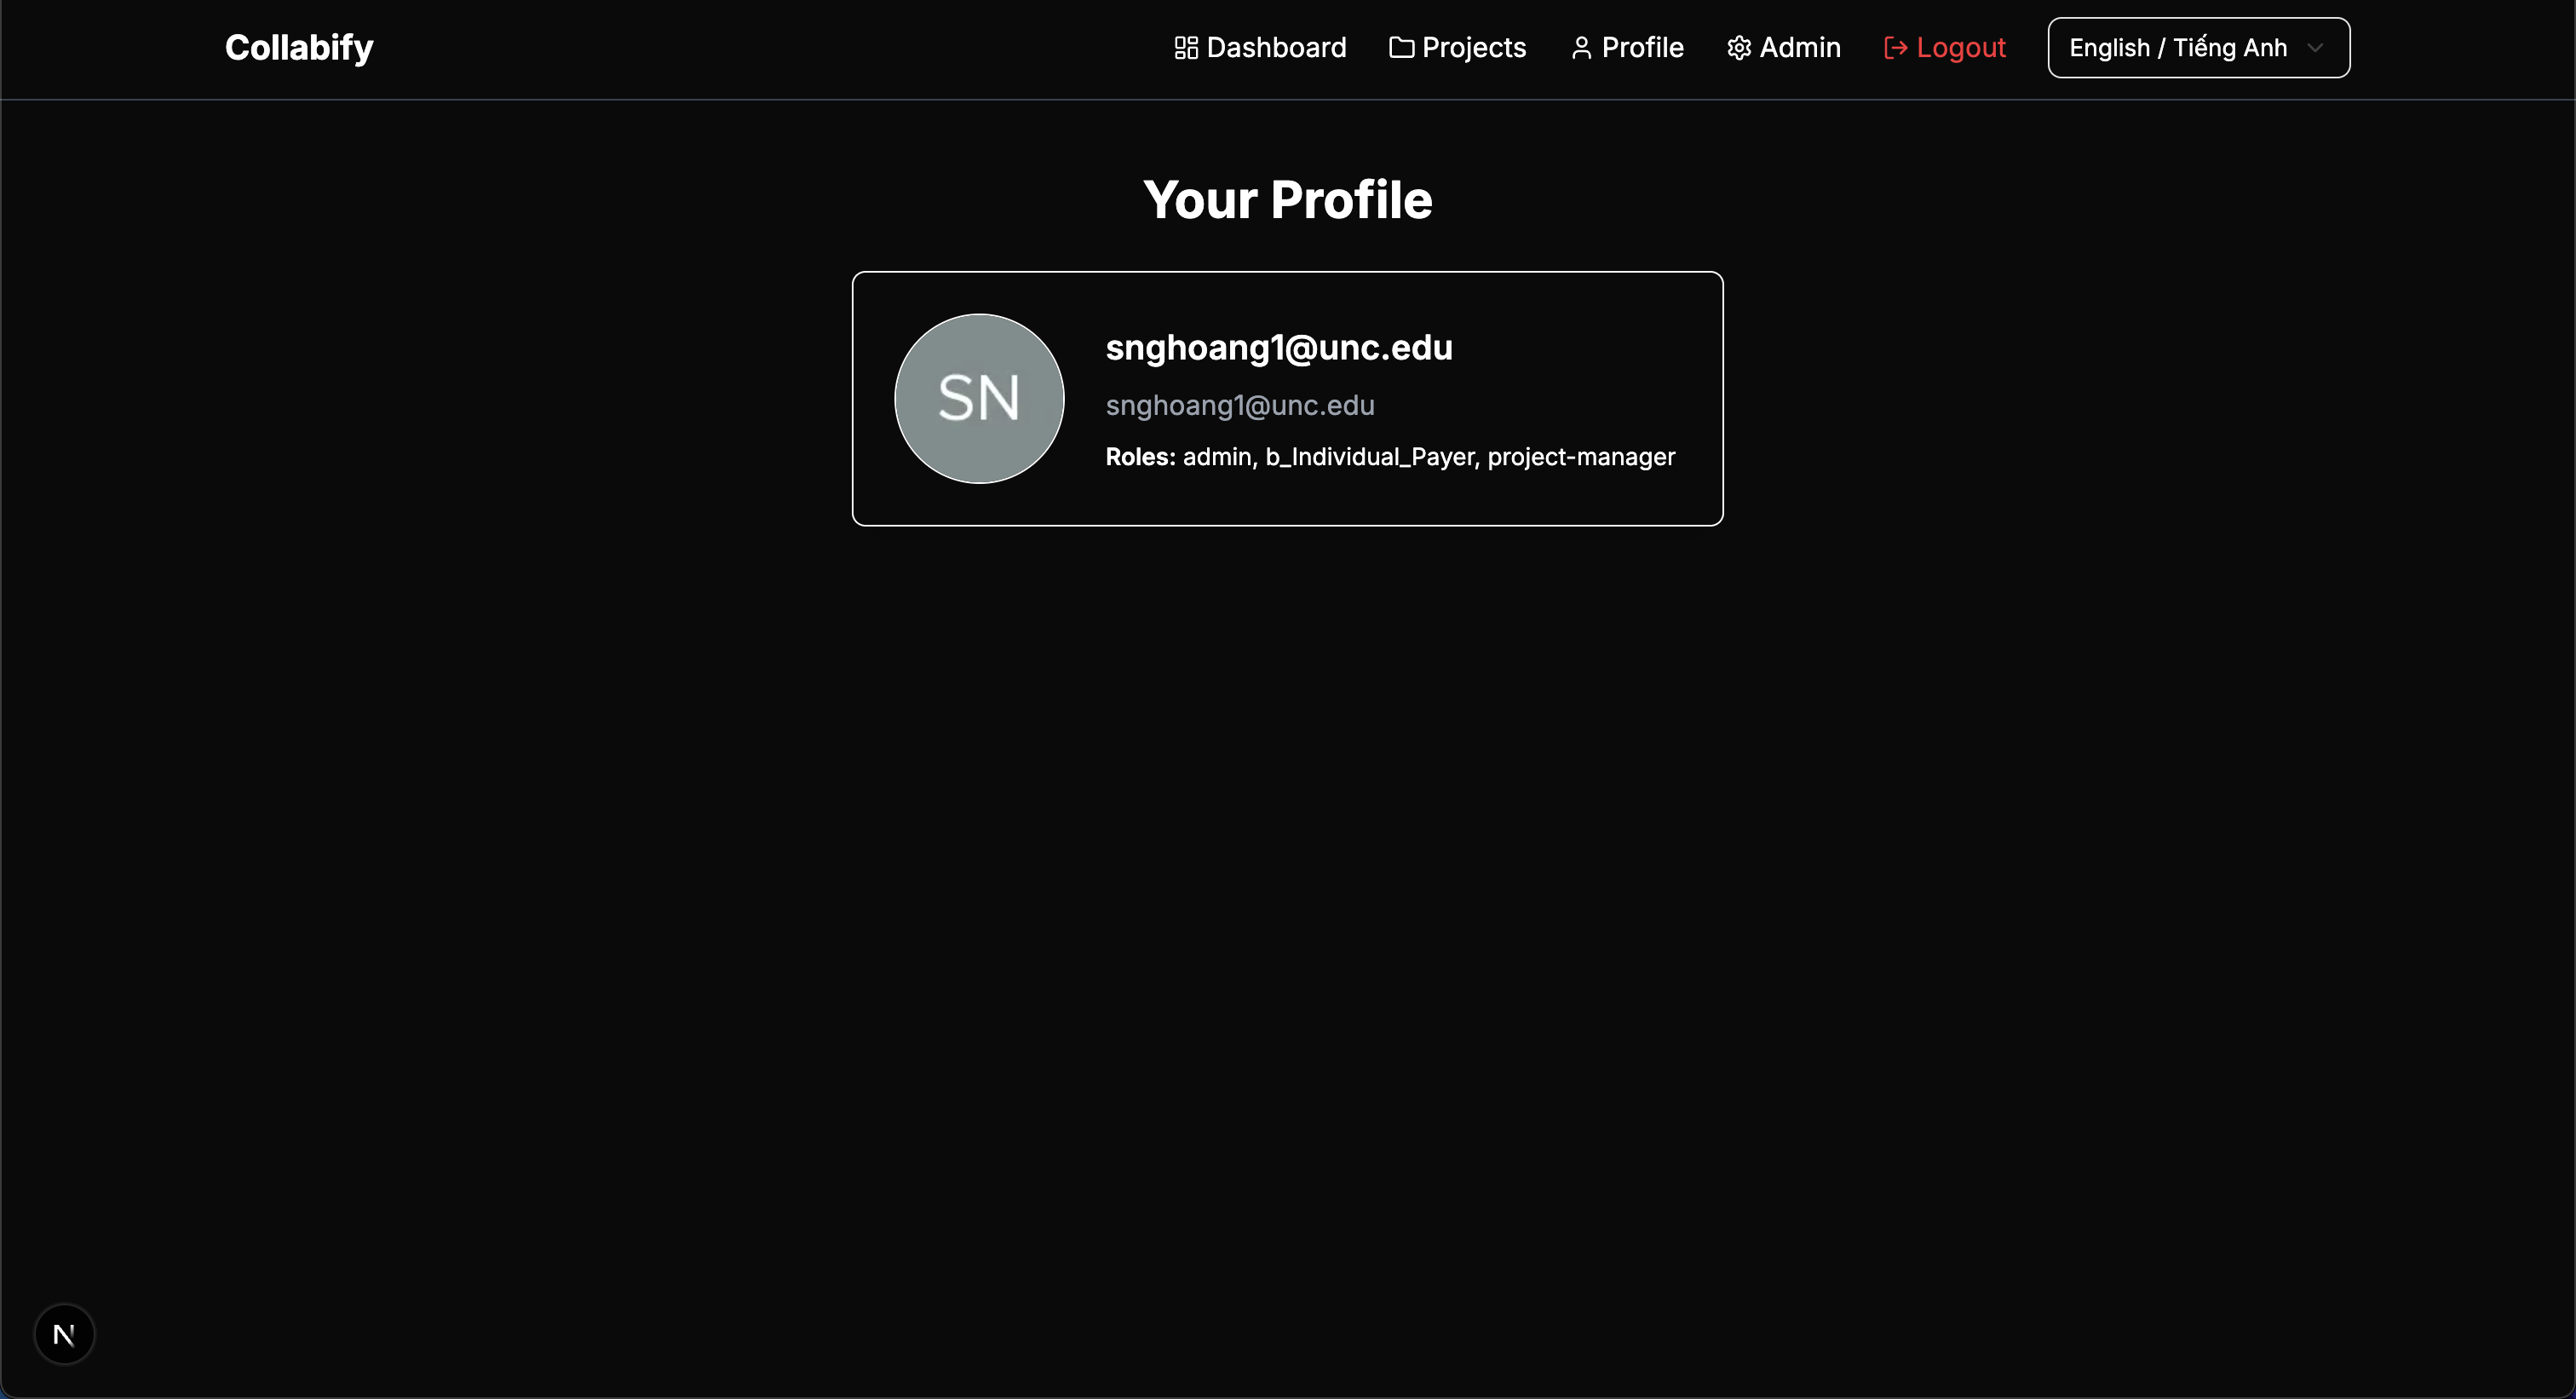 Collabify
Dashboard
Projects
Profile
Admin
Logout
English / Tiếng Anh
Your Profile
SN
snghoang1@unc.edu
snghoang1@unc.edu
Roles: admin, b_Individual_Payer, project-manager
N